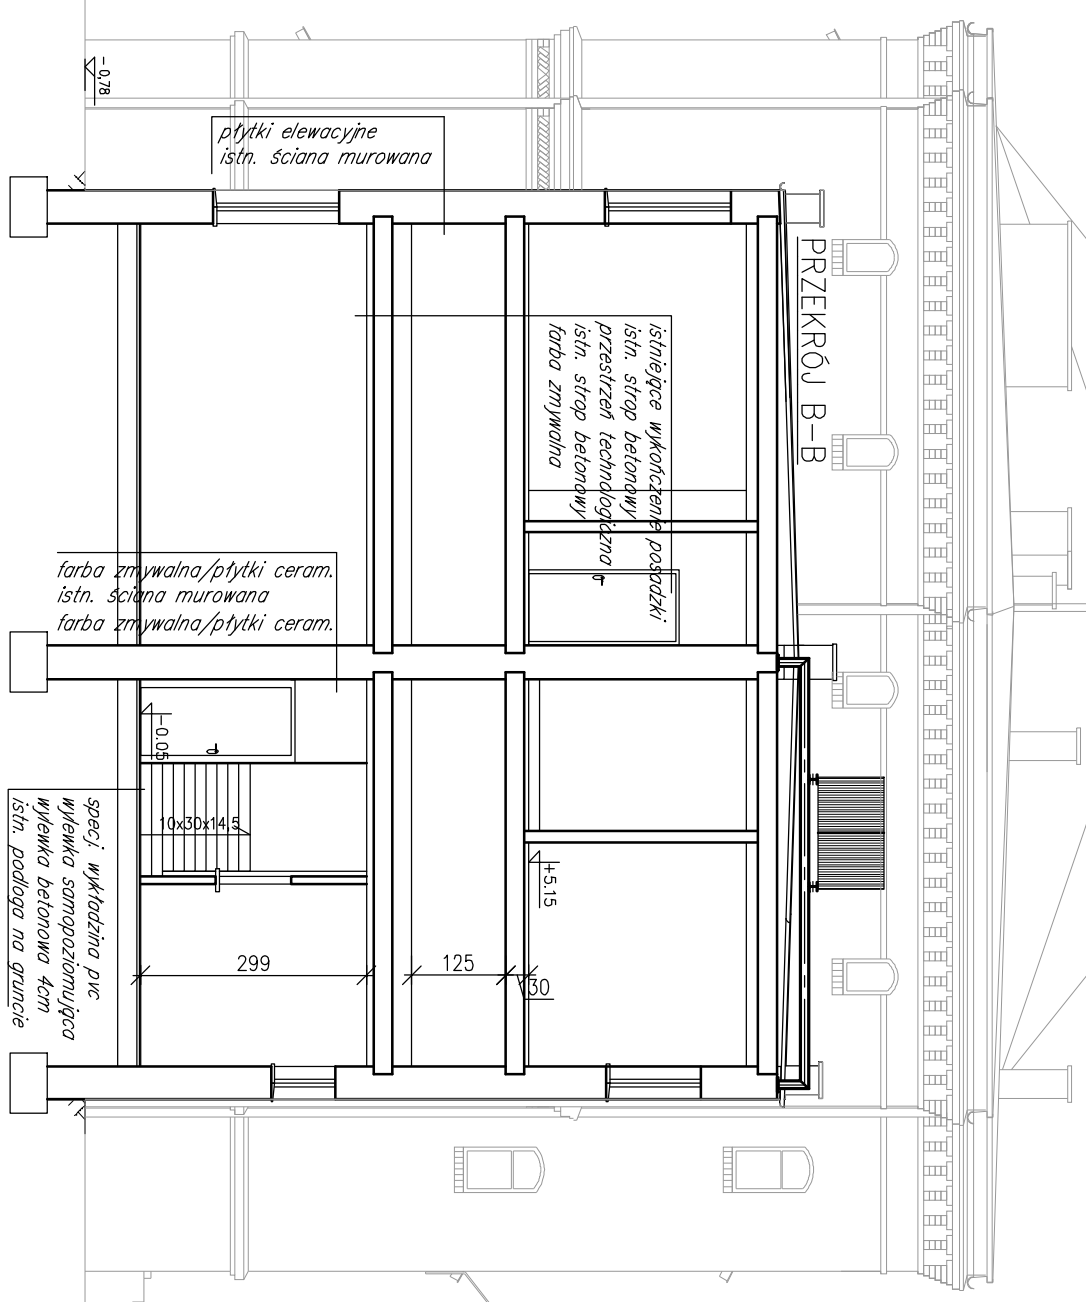 PRZEKRÓJ B-B
-0,78
płytki elewacyjne
istn. ściana murowana
istniejące wykończenie posadzki
istn. strop betonowy
przestrzeń technologiczna
istn. strop betonowy
farba zmywalna
farba zmywalna/płytki ceram.
istn. ściana murowana
farba zmywalna/płytki ceram.
-0.05
10x30x14,5
+5.15
299
125
30
specj. wykładzina pvc
wylewka samopoziomująca
wylewka betonowa 4cm
istn. podłoga na gruncie